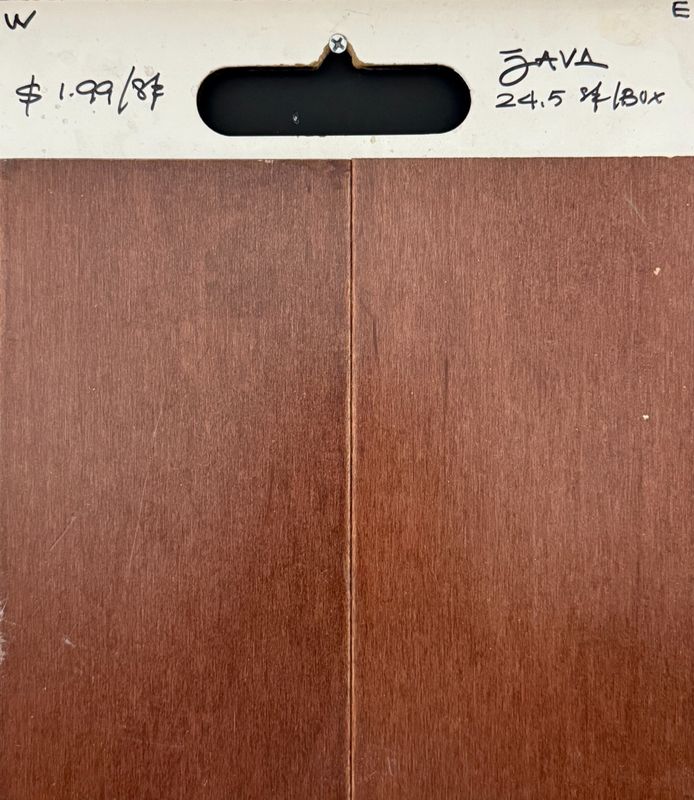 W
E
$ 1.99/sf
JAVA
24.5 sf/Box